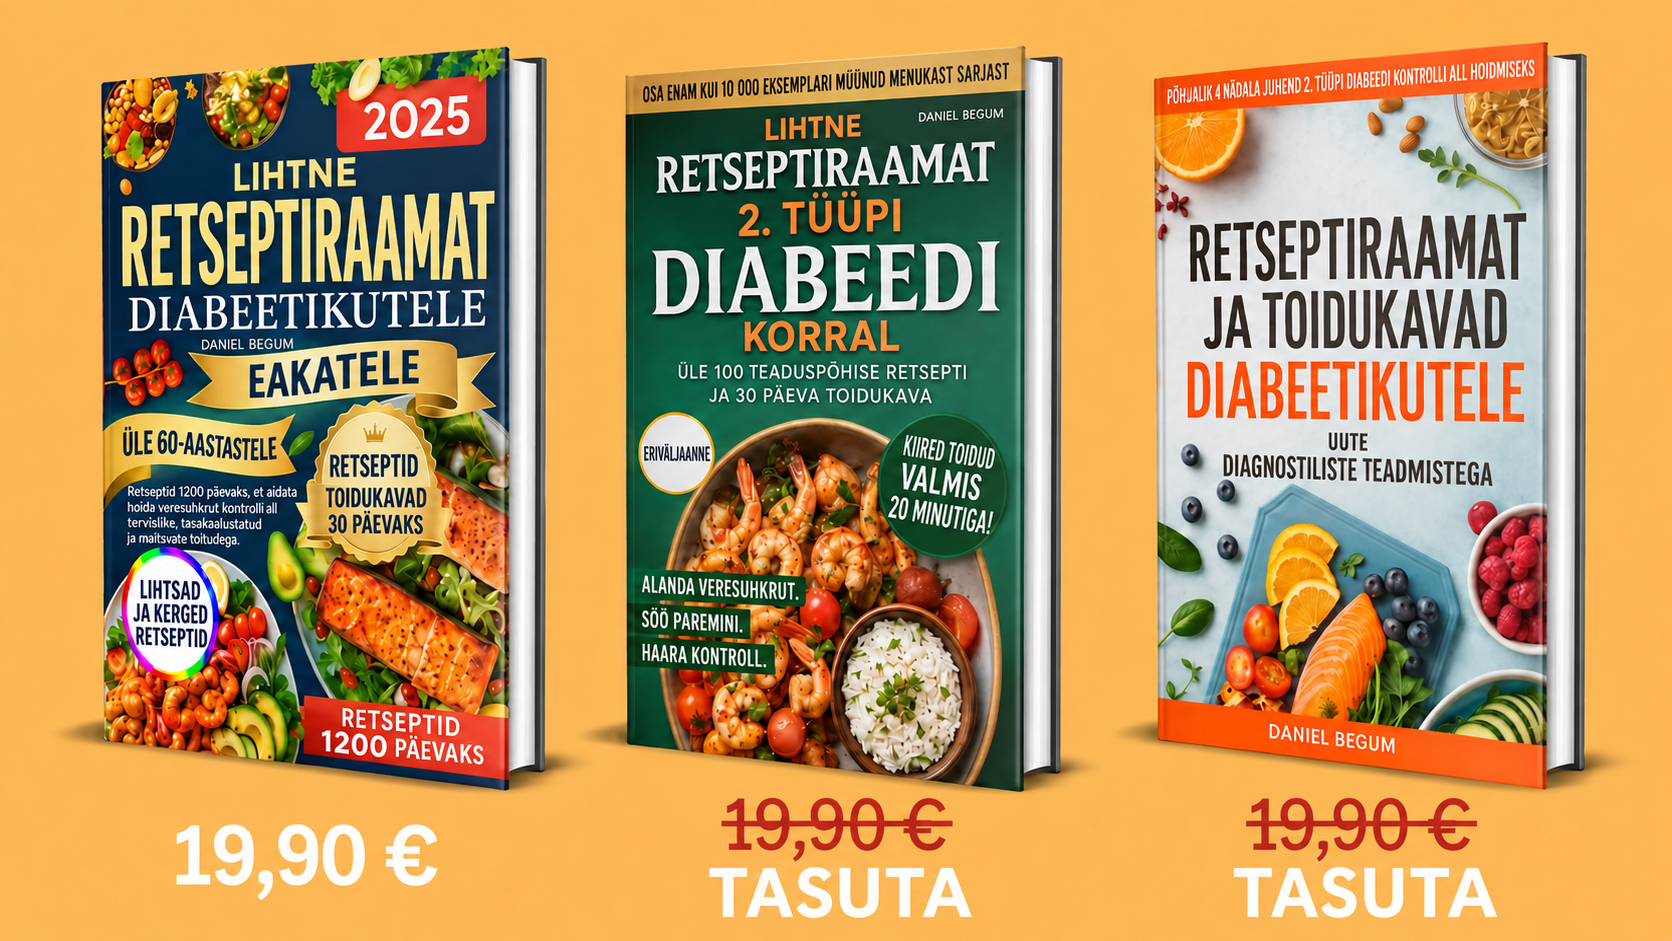 2025
LIHTNE
RETSEPTIRAAMAT
DIABEETIKUTELE
DANIEL BEGUM
EAKATELE
ÜLE 60-AASTASTELE
Retseptid 1200 päevaks, et aidata
hoida veresuhkrut kontrolli all
tervislike, tasakaalustatud
ja maitsvate toitudega.
RETSEPTID
TOIDUKAVAD
30 PÄEVAKS
LIHTSAD
JA KERGED
RETSEPTID
RETSEPTID
1200 PÄEVAKS
19,90 €
OSA ENAM KUI 10 000 EKSEMPLARI MÜÜNUD MENUKAST SARJAST
DANIEL BEGUM
LIHTNE
RETSEPTIRAAMAT
2. TÜÜPI
DIABEEDI
KORRAL
ÜLE 100 TEADUSPÕHISE RETSEPTI
JA 30 PÄEVA TOIDUKAVA
ERIVÄLJAANNE
KIIRED TOIDUD
VALMIS
20 MINUTIGA!
ALANDA VERESUHKRUT.
SÖÖ PAREMINI.
HAARA KONTROLL.
19,90 €
TASUTA
PÕHJALIK 4 NÄDALA JUHEND 2. TÜÜPI DIABEEDI KONTROLLI ALL HOIDMISEKS
RETSEPTIRAAMAT
JA TOIDUKAVAD
DIABEETIKUTELE
UUTE
DIAGNOSTILISTE TEADMISTEGA
DANIEL BEGUM
19,90 €
TASUTA